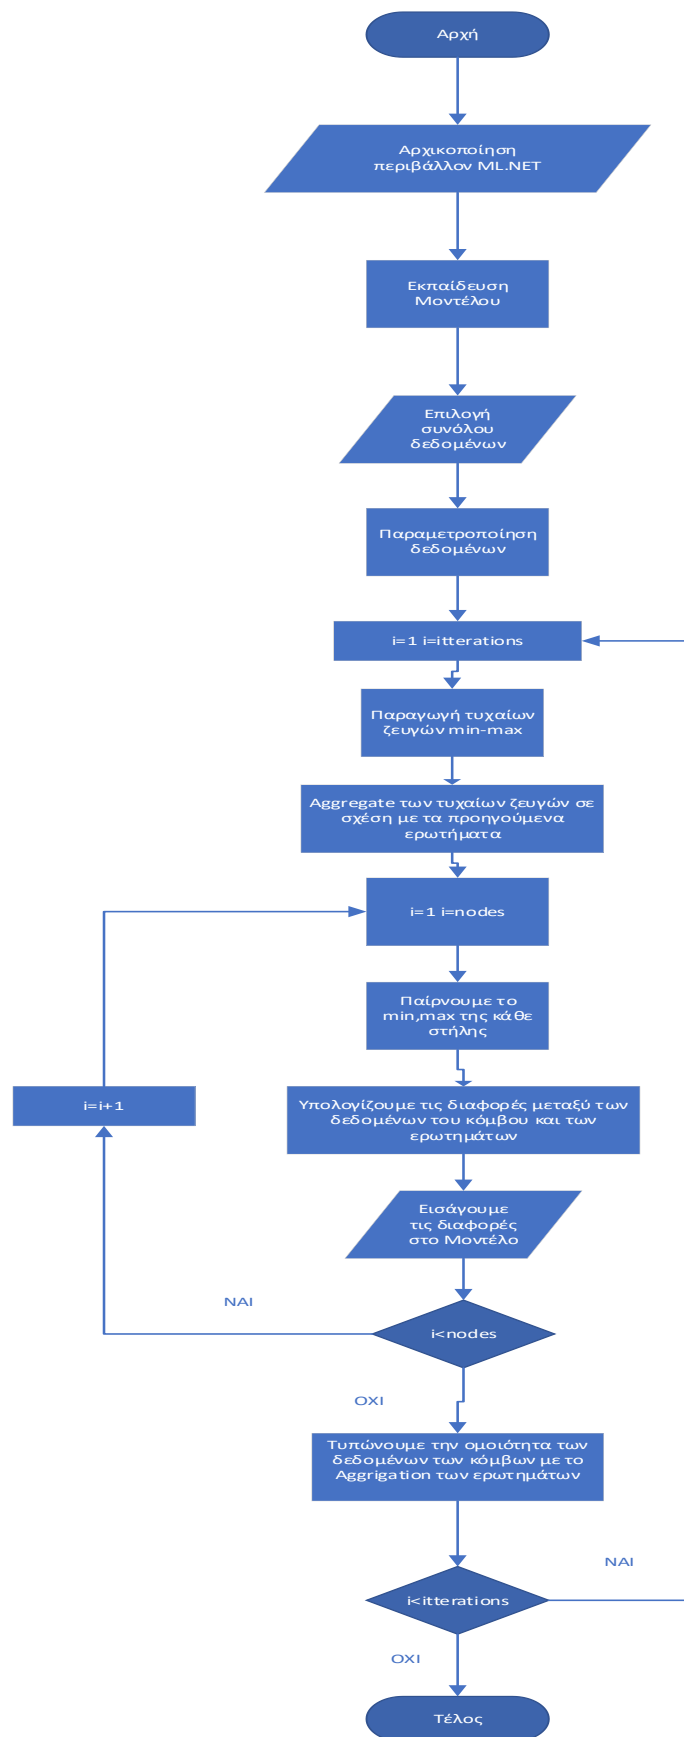 Αρχή
Αρχικοποίηση
περιβάλλον ML.NET
Εκπαίδευση
Μοντέλου
Επιλογή
συνόλου
δεδομένων
Παραμετροποίηση
δεδομένων
i=1 i=itterations
Παραγωγή τυχαίων
ζευγών min-max
Aggregate των τυχαίων ζευγών σε
σχέση με τα προηγούμενα
ερωτήματα
i=1 i=nodes
Παίρνουμε το
min,max της κάθε
στήλης
i=i+1
Υπολογίζουμε τις διαφορές μεταξύ των
δεδομένων του κόμβου και των
ερωτημάτων
Εισάγουμε
τις διαφορές
στο Μοντέλο
ΝΑΙ
i<nodes
ΟΧΙ
Τυπώνουμε την ομοιότητα των
δεδομένων των κόμβων με το
Aggrigation των ερωτημάτων
ΝΑΙ
i<itterations
ΟΧΙ
Τέλος